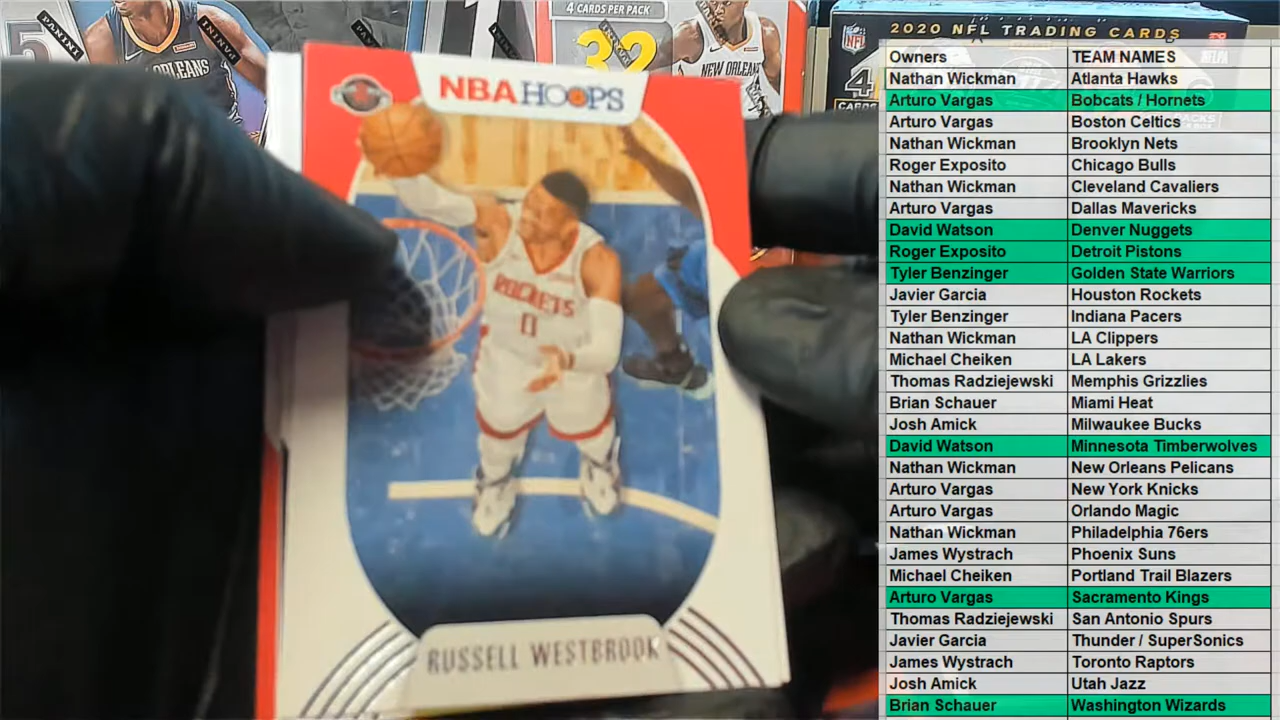 PANINI
PANINI
4 CARDS PER PACK
32
ORLEANS
NEW ORLEANS
2020 NFL TRADING CARDS
NFL
NBA HOOPS
ROCKETS
0
RUSSELL WESTBROOK
Owners TEAM NAMES
Nathan Wickman Atlanta Hawks
Arturo Vargas Bobcats / Hornets
Arturo Vargas Boston Celtics
Nathan Wickman Brooklyn Nets
Roger Exposito Chicago Bulls
Nathan Wickman Cleveland Cavaliers
Arturo Vargas Dallas Mavericks
David Watson Denver Nuggets
Roger Exposito Detroit Pistons
Tyler Benzinger Golden State Warriors
Javier Garcia Houston Rockets
Tyler Benzinger Indiana Pacers
Nathan Wickman LA Clippers
Michael Cheiken LA Lakers
Thomas Radziejewski Memphis Grizzlies
Brian Schauer Miami Heat
Josh Amick Milwaukee Bucks
David Watson Minnesota Timberwolves
Nathan Wickman New Orleans Pelicans
Arturo Vargas New York Knicks
Arturo Vargas Orlando Magic
Nathan Wickman Philadelphia 76ers
James Wystrach Phoenix Suns
Michael Cheiken Portland Trail Blazers
Arturo Vargas Sacramento Kings
Thomas Radziejewski San Antonio Spurs
Javier Garcia Thunder / SuperSonics
James Wystrach Toronto Raptors
Josh Amick Utah Jazz
Brian Schauer Washington Wizards